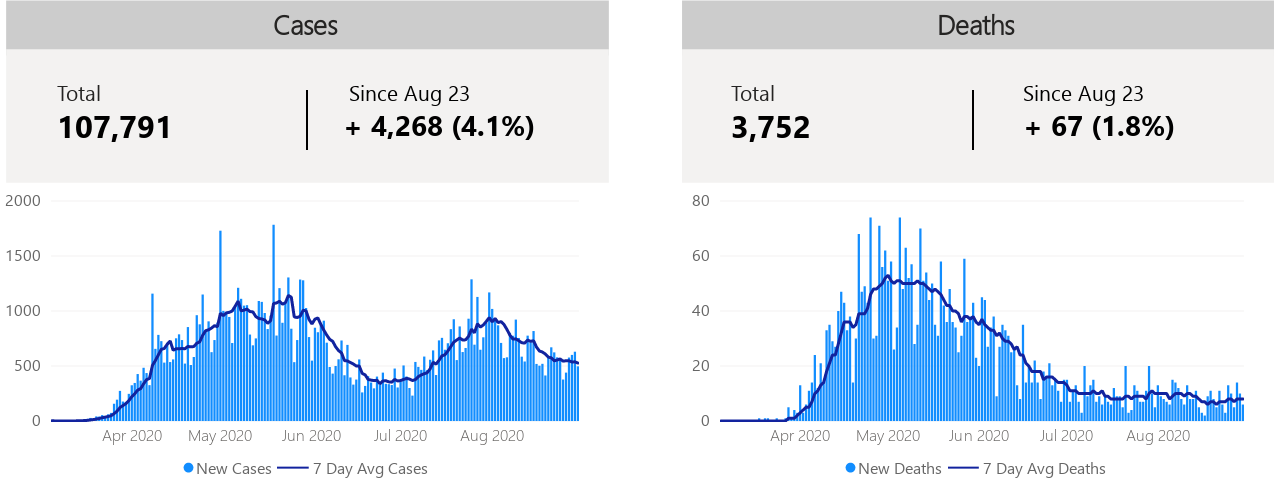 Cases
Total
107,791
Since Aug 23
+ 4,268 (4.1%)
2000
1500
1000
500
0
Apr 2020 May 2020 Jun 2020 Jul 2020 Aug 2020
New Cases 7 Day Avg Cases
Deaths
Total
3,752
Since Aug 23
+ 67 (1.8%)
80
60
40
20
0
Apr 2020 May 2020 Jun 2020 Jul 2020 Aug 2020
New Deaths 7 Day Avg Deaths